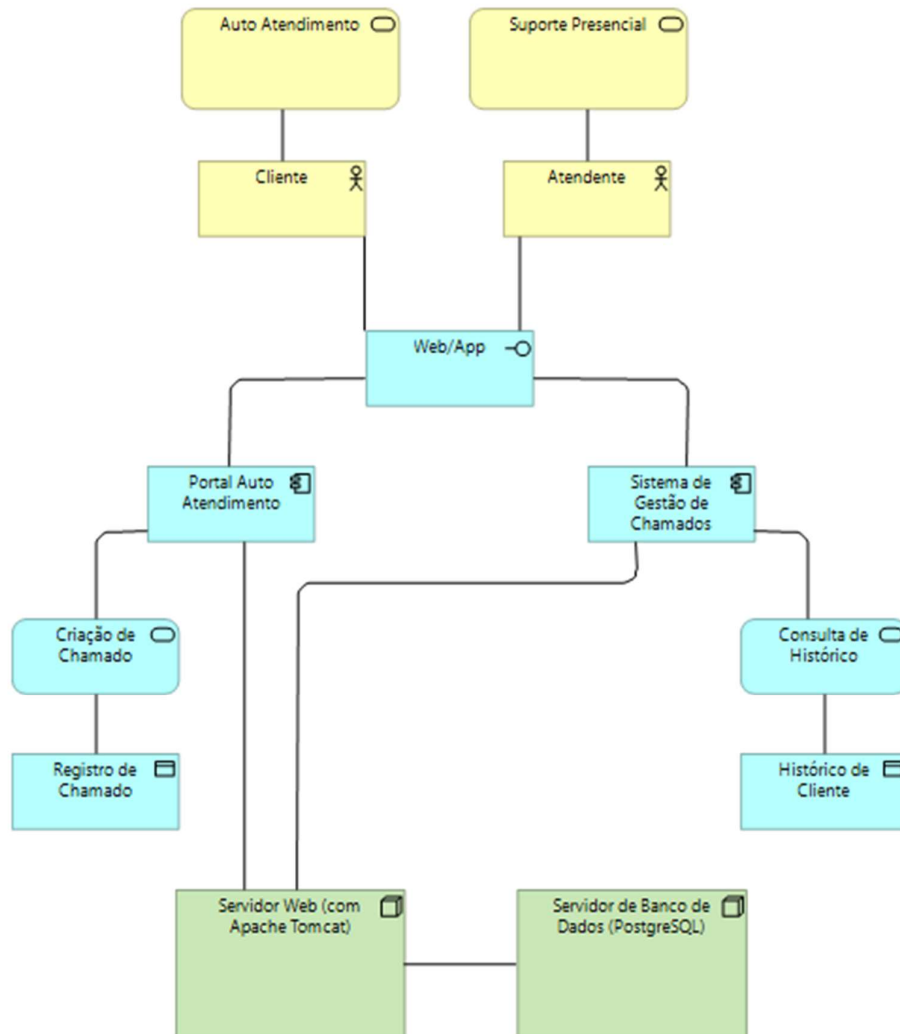 Auto Atendimento
Suporte Presencial
Cliente
Atendente
Web/App
Portal Auto
Atendimento
Sistema de
Gestão de
Chamados
Criação de
Chamado
Consulta de
Histórico
Registro de
Chamado
Histórico de
Cliente
Servidor Web (com
Apache Tomcat)
Servidor de Banco de
Dados (PostgreSQL)